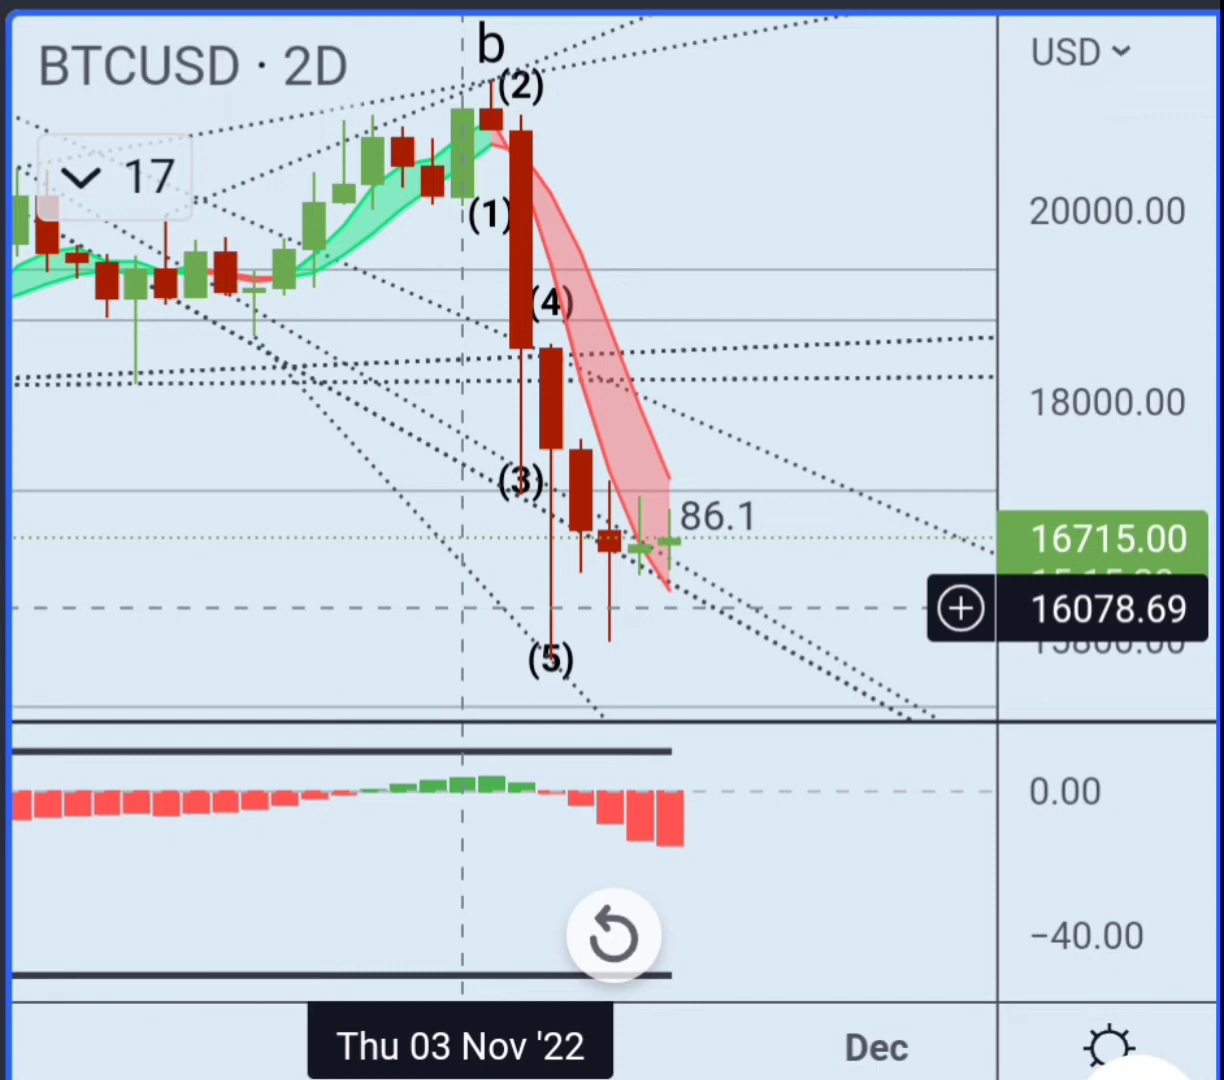 BTCUSD · 2D
b
USD
(2)
17
20000.00
(1)
(4)
18000.00
(3)
86.1
16715.00
16078.69
(5)
0.00
−40.00
Thu 03 Nov '22
Dec